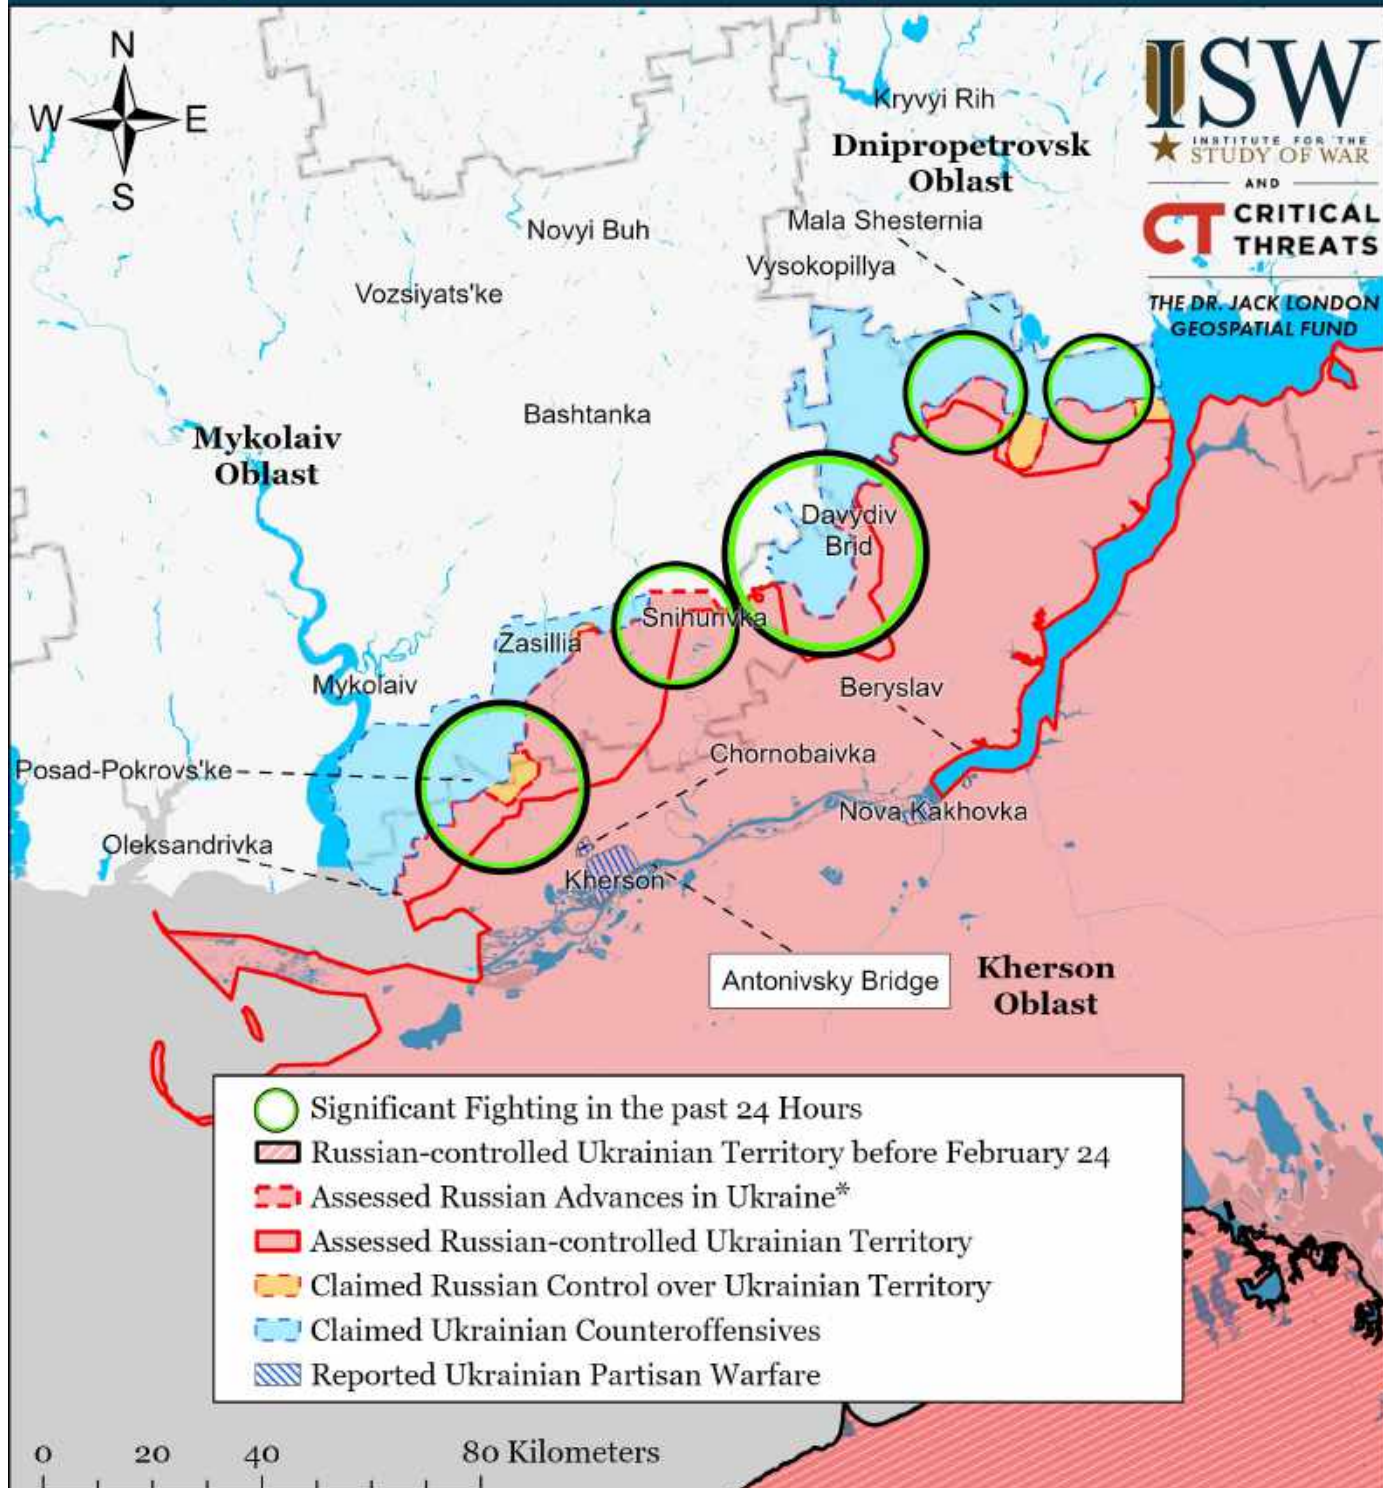 N
W
E
S
ISW
INSTITUTE FOR THE
STUDY OF WAR
AND
CT CRITICAL
THREATS
THE DR. JACK LONDON
GEOSPATIAL FUND
Kryvyi Rih
Dnipropetrovsk
Oblast
Mala Shesternia
Novyi Buh
Vysokopillya
Vozsiyats'ke
Bashtanka
Mykolaiv
Oblast
Davydiv
Brid
Snihurivka
Zasillia
Mykolaiv
Beryslav
Chornobaivka
Posad-Pokrovs'ke
Nova Kakhovka
Oleksandrivka
Kherson
Antonivsky Bridge
Kherson
Oblast
Significant Fighting in the past 24 Hours
Russian-controlled Ukrainian Territory before February 24
Assessed Russian Advances in Ukraine*
Assessed Russian-controlled Ukrainian Territory
Claimed Russian Control over Ukrainian Territory
Claimed Ukrainian Counteroffensives
Reported Ukrainian Partisan Warfare
0 20 40 80 Kilometers